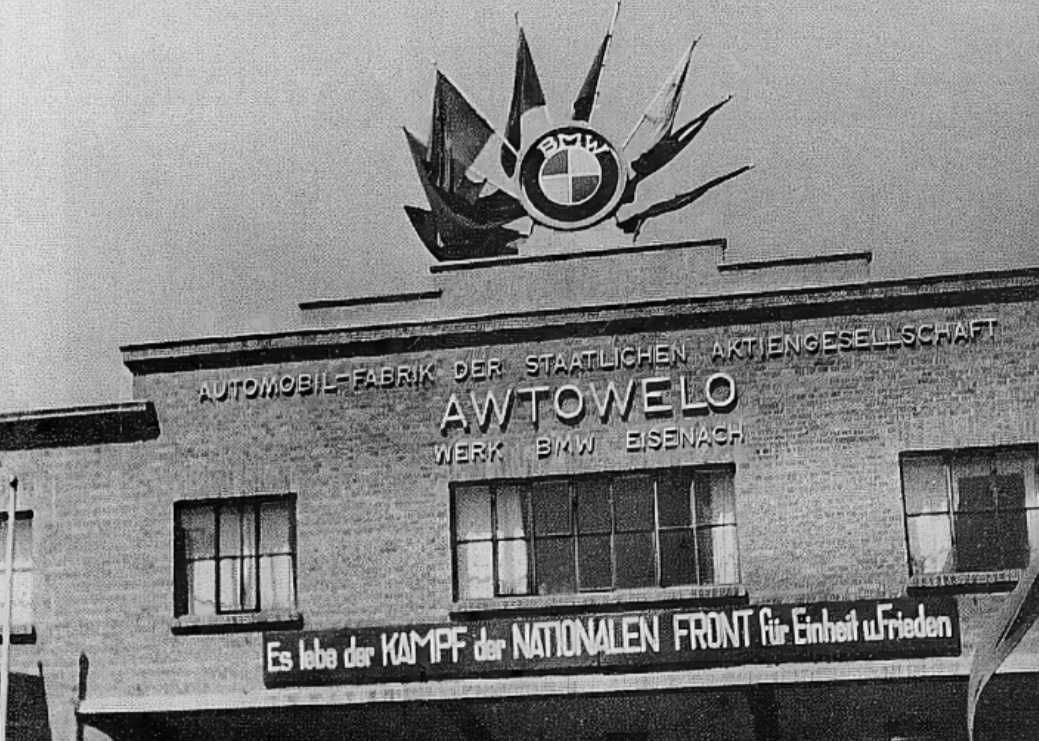 BMW
AUTOMOBIL-FABRIK DER STAATLICHEN AKTIENGESELLSCHAFT
AWTOWELO
WERK BMW EISENACH
Es lebe der KAMPF der NATIONALEN FRONT für Einheit u. Frieden